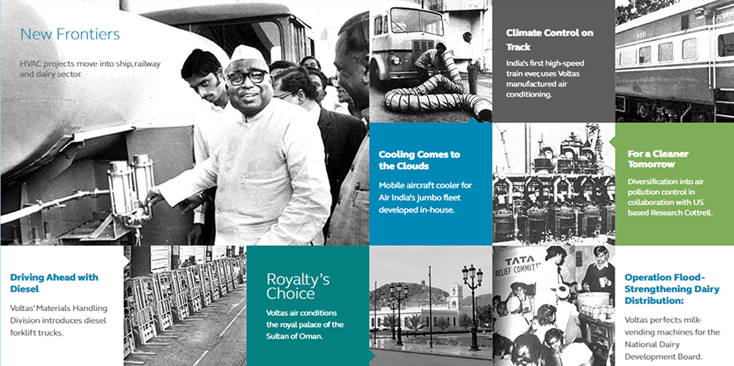 New Frontiers
HVAC projects move into ship, railway
and dairy sector.
Climate Control on
Track
India's first high-speed
train ever, uses Voltas
manufactured air
conditioning.
Cooling Comes to
the Clouds
Mobile aircraft cooler for
Air India's jumbo fleet
developed in-house.
For a Cleaner
Tomorrow
Diversification into air
pollution control in
collaboration with US
based Research Cottrell.
Driving Ahead with
Diesel
Voltas' Materials Handling
Division introduces diesel
forklift trucks.
Royalty's
Choice
Voltas air conditions
the royal palace of the
Sultan of Oman.
TATA
RELIEF COMMITTEE
Operation Flood-
Strengthening Dairy
Distribution:
Voltas perfects milk-
vending machines for the
National Dairy
Development Board.